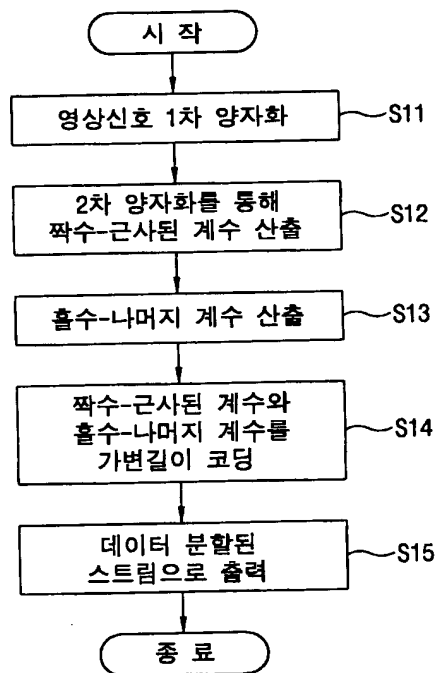 시 작
영상신호 1차 양자화
S11
2차 양자화를 통해
짝수-근사된 계수 산출
S12
홀수-나머지 계수 산출
S13
짝수-근사된 계수와
홀수-나머지 계수를
가변길이 코딩
S14
데이터 분할된
스트림으로 출력
S15
종 료